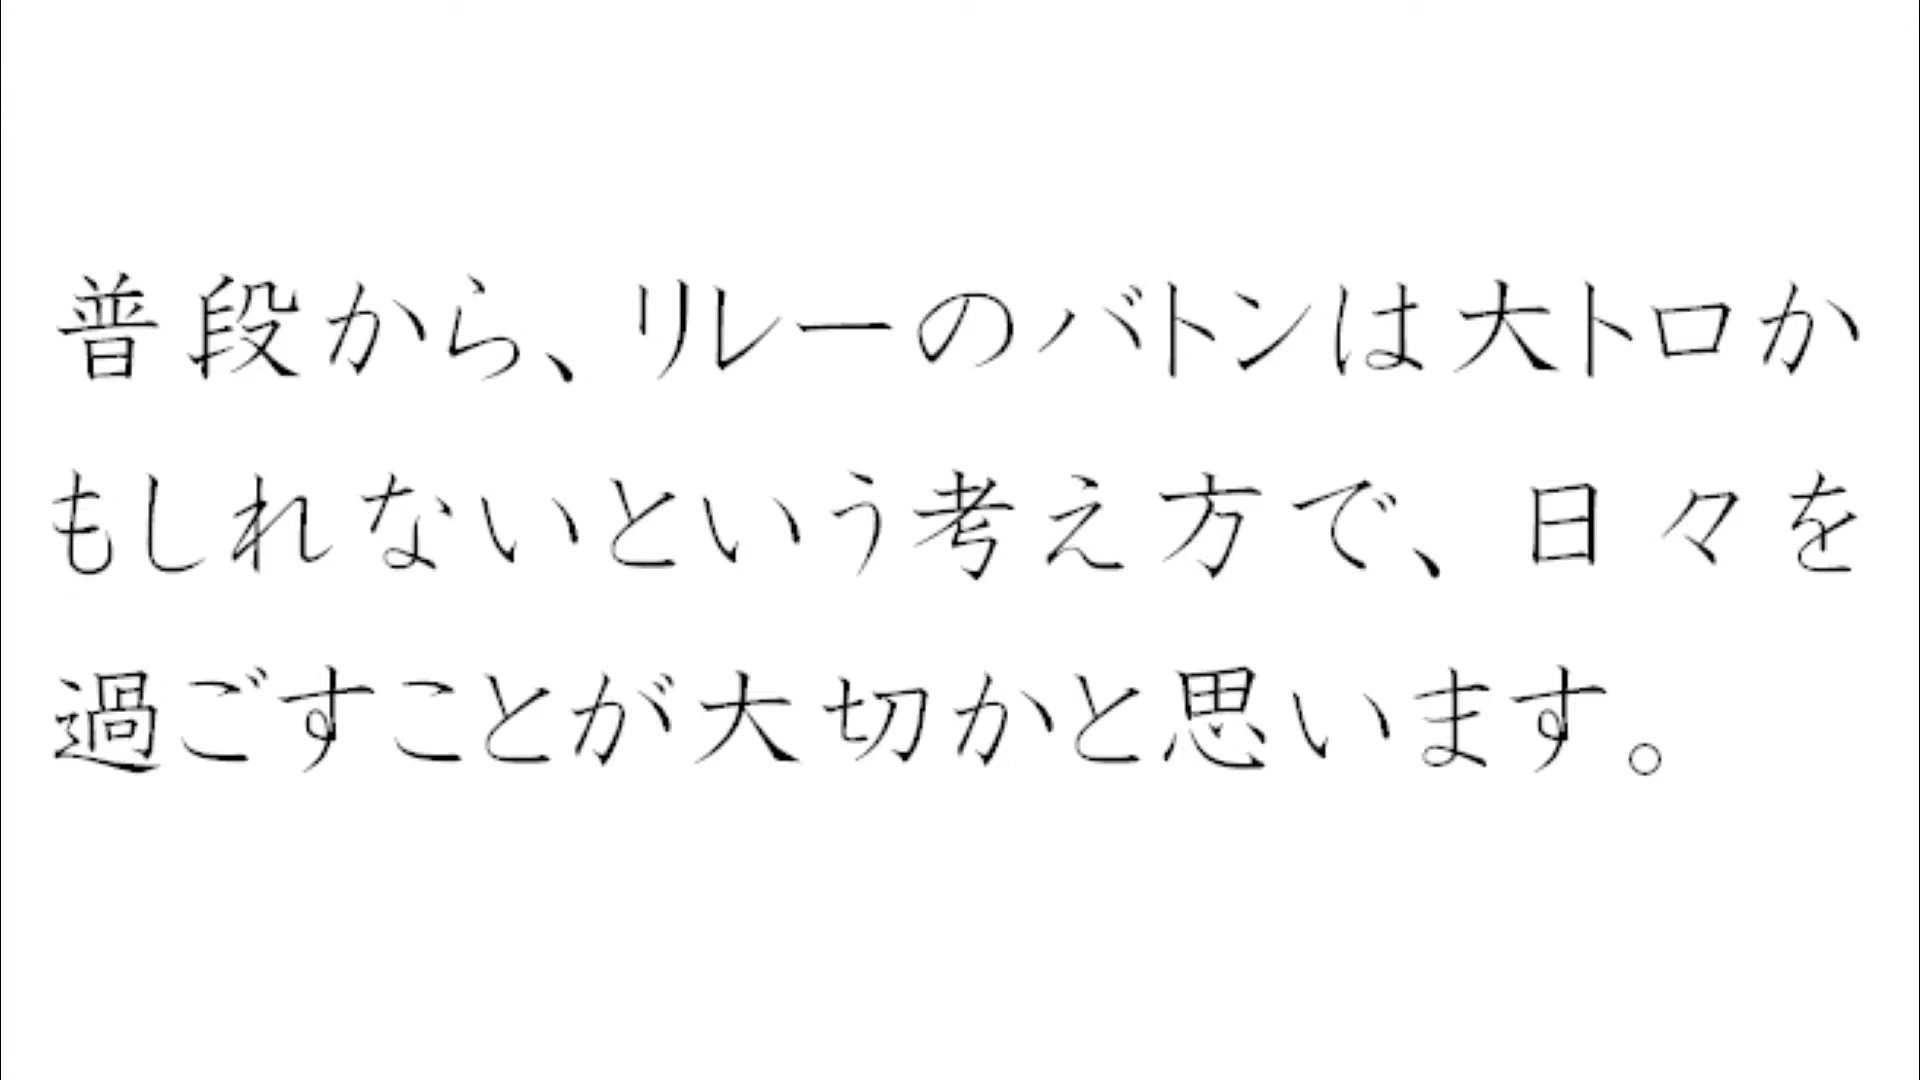 普段から、リレーのバトンは大トロか
もしれないという考え方で、日々を
過ごすことが大切かと思います。